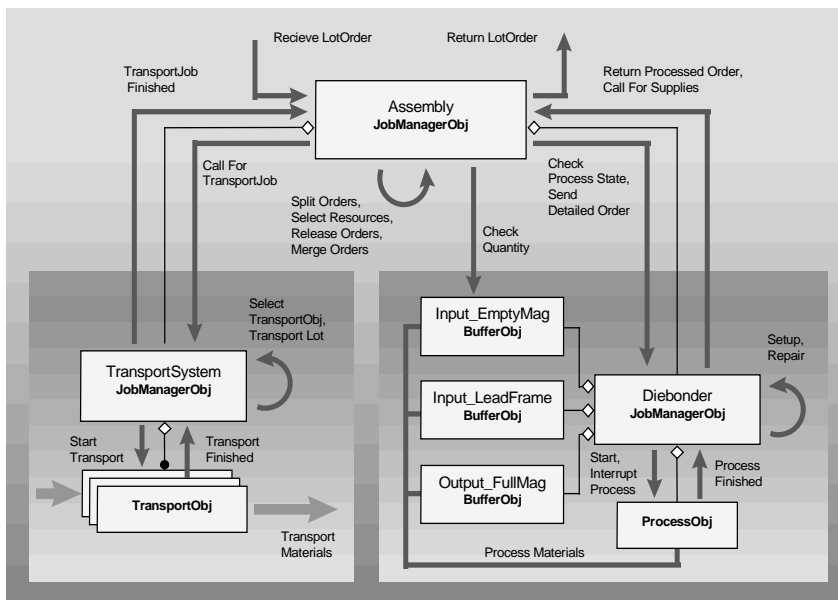 Recieve LotOrder
Return LotOrder
TransportJob
Finished
Return Processed Order,
Call For Supplies
Assembly
JobManagerObj
Call For
TransportJob
Split Orders,
Select Resources,
Release Orders,
Merge Orders
Check
Quantity
Check
Process State,
Send
Detailed Order
Select
TransportObj,
Transport Lot
TransportSystem
JobManagerObj
Start
Transport
Transport
Finished
TransportObj
Transport
Materials
Input_EmptyMag
BufferObj
Input_LeadFrame
BufferObj
Output_FullMag
BufferObj
Setup,
Repair
Diebonder
JobManagerObj
Start,
Interrupt
Process
Process
Finished
ProcessObj
Process Materials